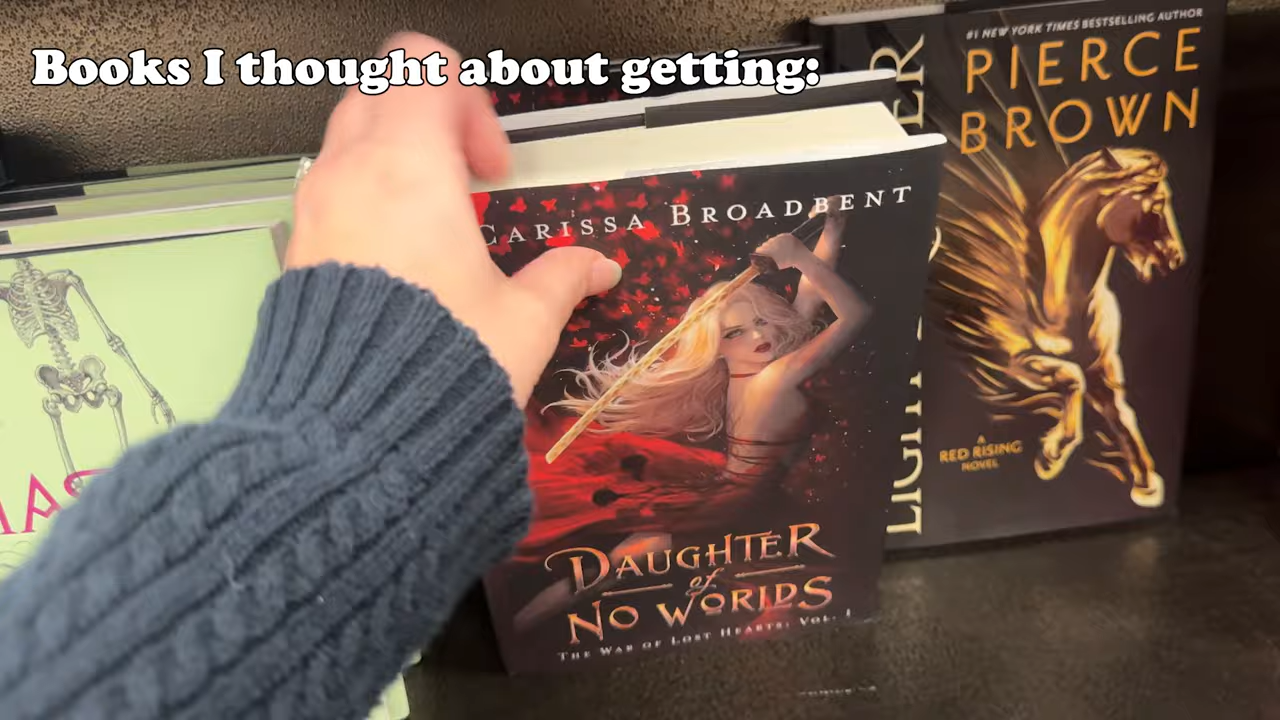 Books I thought about getting:
#1 NEW YORK TIMES BESTSELLING AUTHOR
PIERCE
BROWN
LIGHT
A
RED RISING
NOVEL
CARISSA BROADBENT
DAUGHTER
of
NO WORLDS
THE WAR OF LOST HEARTS: VOL. 1